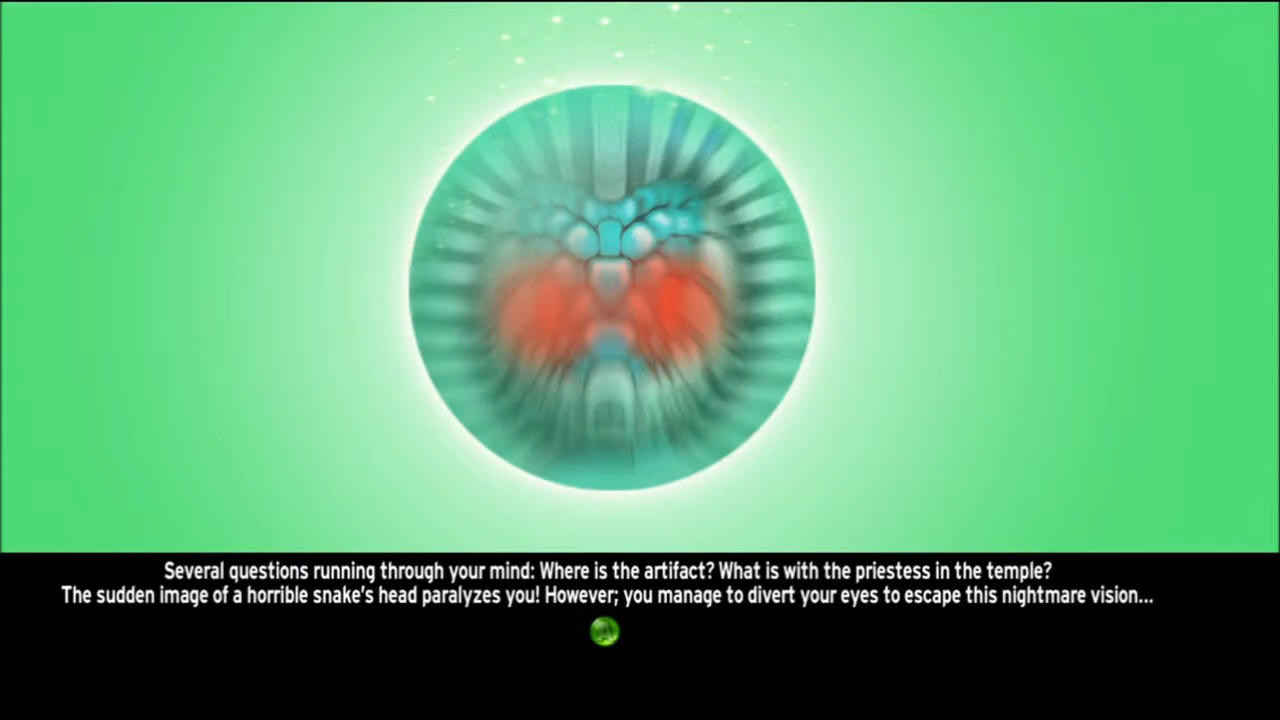 Several questions running through your mind: Where is the artifact? What is with the priestess in the temple?
The sudden image of a horrible snake's head paralyzes you! However; you manage to divert your eyes to escape this nightmare vision...